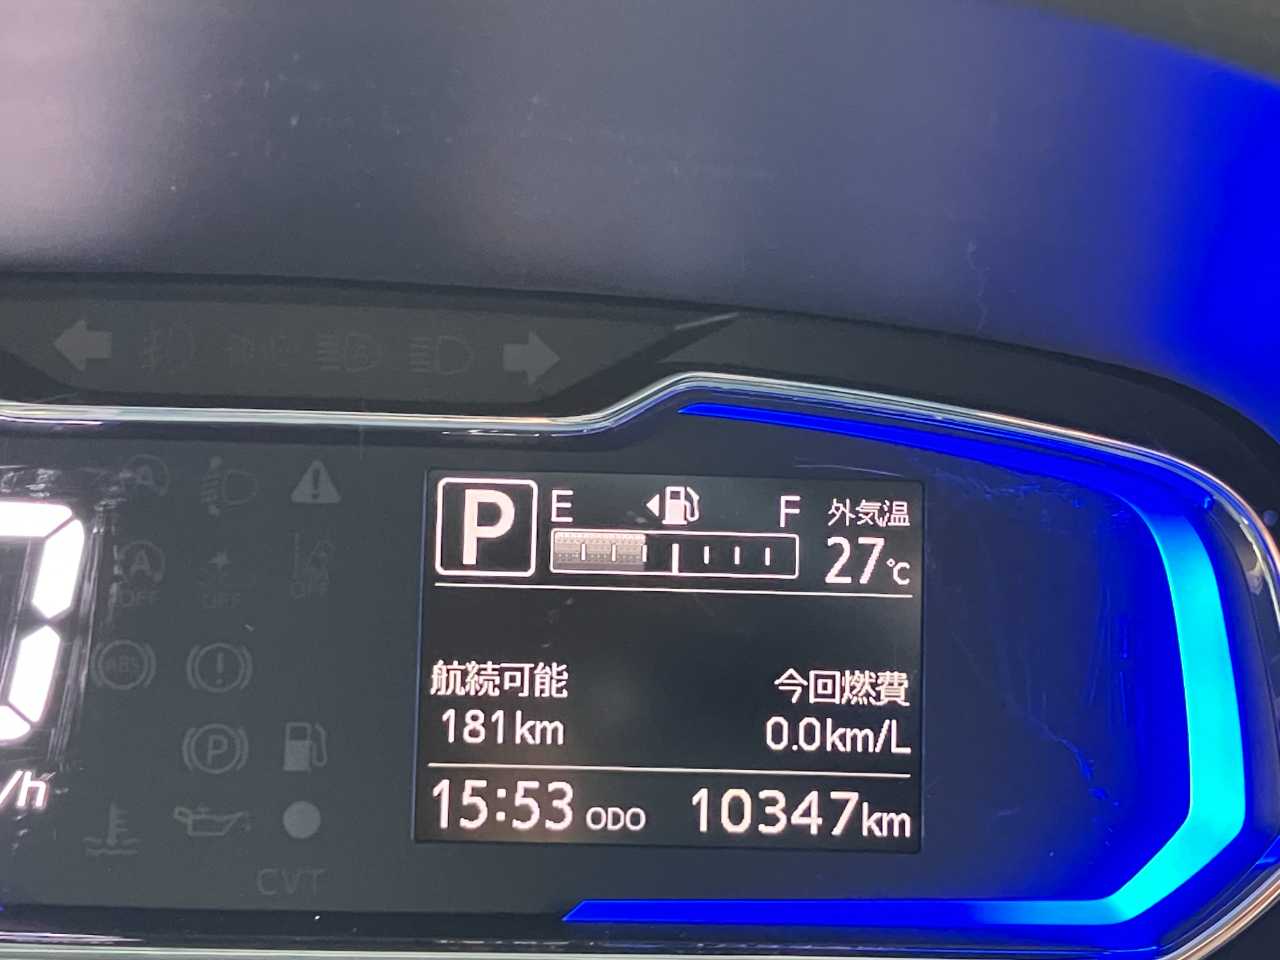 P E F 外気温
27℃
航続可能 今回燃費
181km 0.0km/L
15:53 ODO 10347km
/h
OFF OFF OFF
ABS
P
CVT